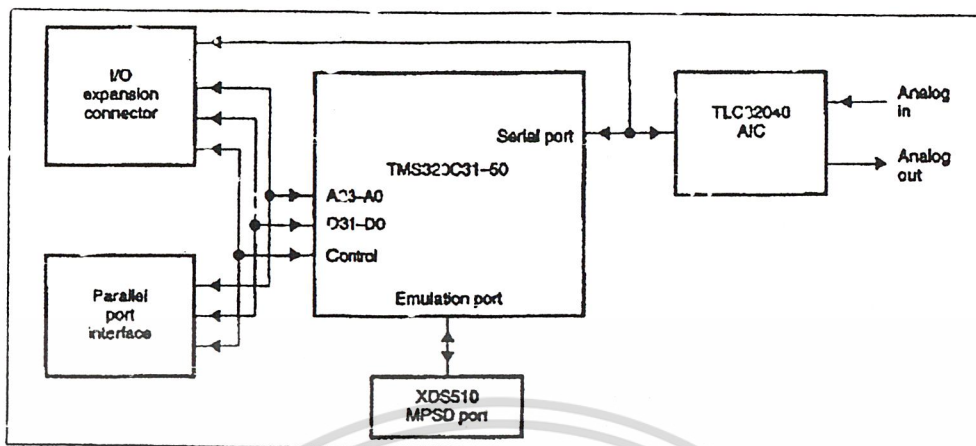 I/O
expansion
connector
Serial port
TMS320C31-50
A23-A0
D31-D0
Control
Emulation port
TLC32040
AIC
Analog
in
Analog
out
Parallel
port
interface
XDS510
MPSD port